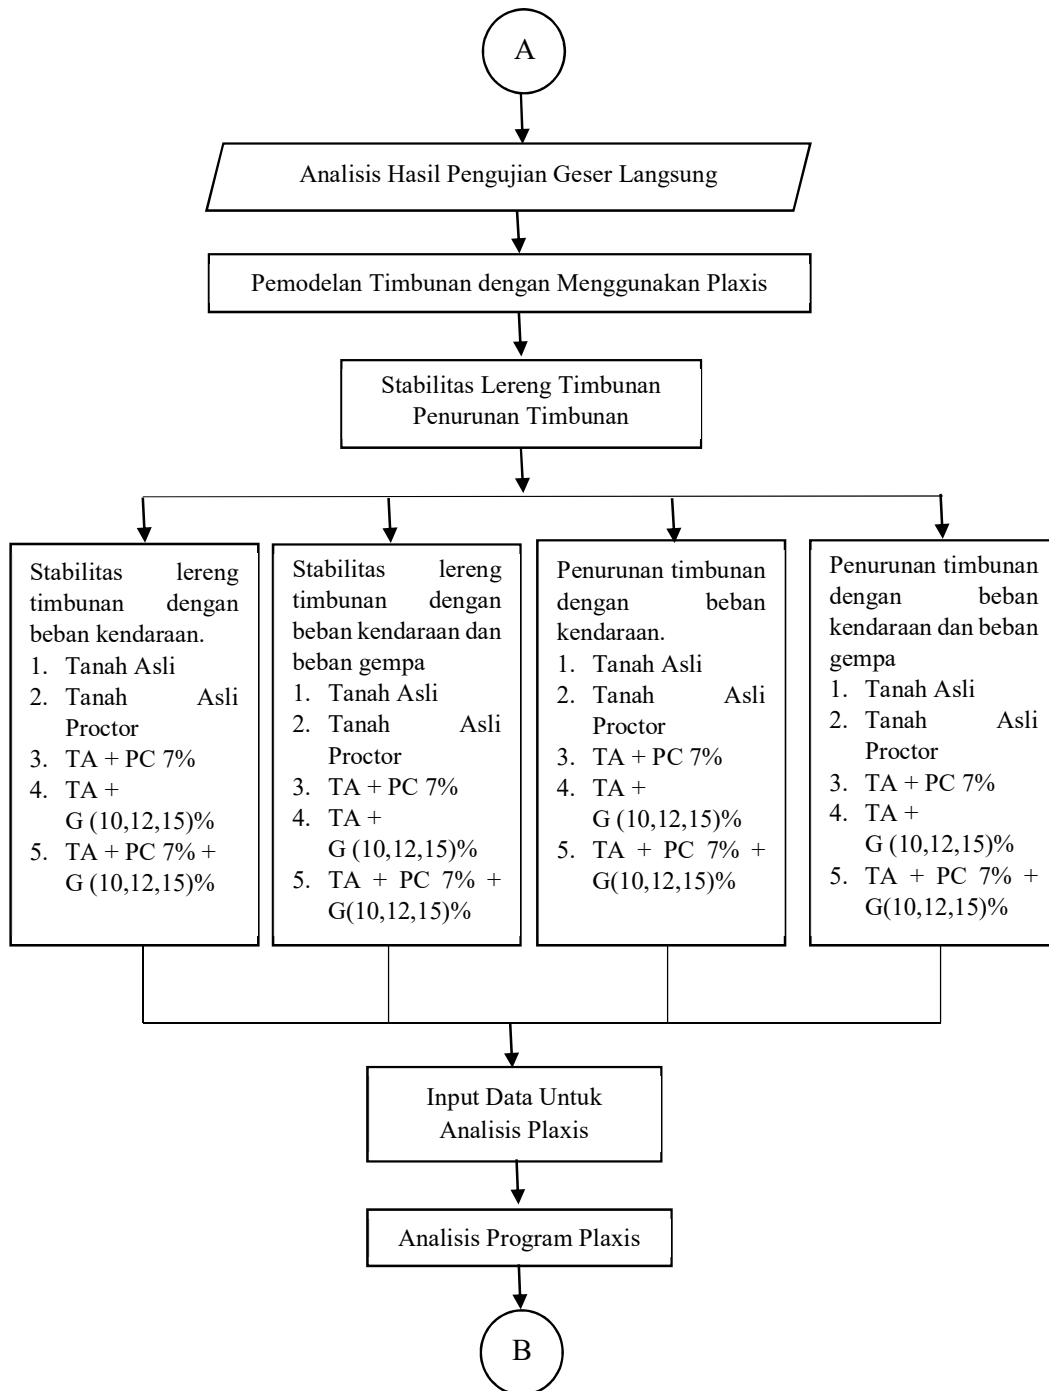 A
Analisis Hasil Pengujian Geser Langsung
Pemodelan Timbunan dengan Menggunakan Plaxis
Stabilitas Lereng Timbunan
Penurunan Timbunan
Stabilitas lereng
timbunan dengan
beban kendaraan.
1. Tanah Asli
2. Tanah Asli
Proctor
3. TA + PC 7%
4. TA +
G (10,12,15)%
5. TA + PC 7% +
G (10,12,15)%
Stabilitas lereng
timbunan dengan
beban kendaraan dan
beban gempa
1. Tanah Asli
2. Tanah Asli
Proctor
3. TA + PC 7%
4. TA +
G (10,12,15)%
5. TA + PC 7% +
G(10,12,15)%
Penurunan timbunan
dengan beban
kendaraan.
1. Tanah Asli
2. Tanah Asli
Proctor
3. TA + PC 7%
4. TA +
G (10,12,15)%
5. TA + PC 7% +
G(10,12,15)%
Penurunan timbunan
dengan beban
kendaraan dan beban
gempa
1. Tanah Asli
2. Tanah Asli
Proctor
3. TA + PC 7%
4. TA +
G (10,12,15)%
5. TA + PC 7% +
G(10,12,15)%
Input Data Untuk
Analisis Plaxis
Analisis Program Plaxis
B